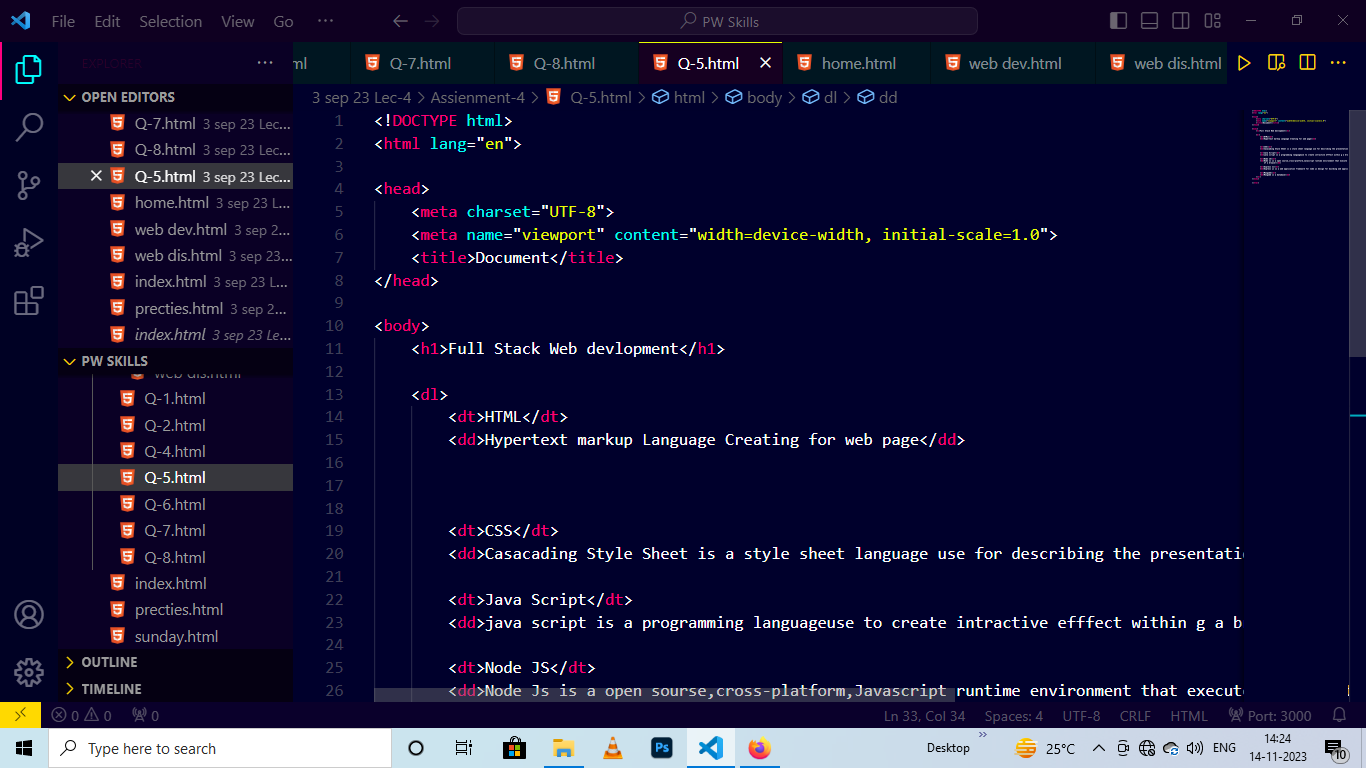 File Edit Selection View Go ··· PW Skills
EXPLORER ···
OPEN EDITORS
Q-7.html 3 sep 23 Lec...
Q-8.html 3 sep 23 Lec...
Q-5.html 3 sep 23 Lec...
home.html 3 sep 23 L...
web dev.html 3 sep 2...
web dis.html 3 sep 23...
index.html 3 sep 23 L...
precties.html 3 sep 2...
index.html 3 sep 23 Le...
PW SKILLS
web dis.html
Q-1.html
Q-2.html
Q-4.html
Q-5.html
Q-6.html
Q-7.html
Q-8.html
index.html
precties.html
sunday.html
OUTLINE
TIMELINE
ml Q-7.html Q-8.html Q-5.html home.html web dev.html web dis.html ···
3 sep 23 Lec-4 > Assienment-4 > Q-5.html > html > body > dl > dd
1 <!DOCTYPE html>
2 <html lang="en">
3
4 <head>
5 <meta charset="UTF-8">
6 <meta name="viewport" content="width=device-width, initial-scale=1.0">
7 <title>Document</title>
8 </head>
9
10 <body>
11 <h1>Full Stack Web devlopment</h1>
12
13 <dl>
14 <dt>HTML</dt>
15 <dd>Hypertext markup Language Creating for web page</dd>
16
17
18
19 <dt>CSS</dt>
20 <dd>Casacading Style Sheet is a style sheet language use for describing the presentati
21
22 <dt>Java Script</dt>
23 <dd>java script is a programming languageuse to create intractive efffect within g a b
24
25 <dt>Node JS</dt>
26 <dd>Node Js is a open sourse,cross-platform,Javascript runtime environment that execut
0 0 0 Ln 33, Col 34 Spaces: 4 UTF-8 CRLF HTML Port: 3000
Type here to search Ps Desktop 25°C ENG 14:24
14-11-2023 10